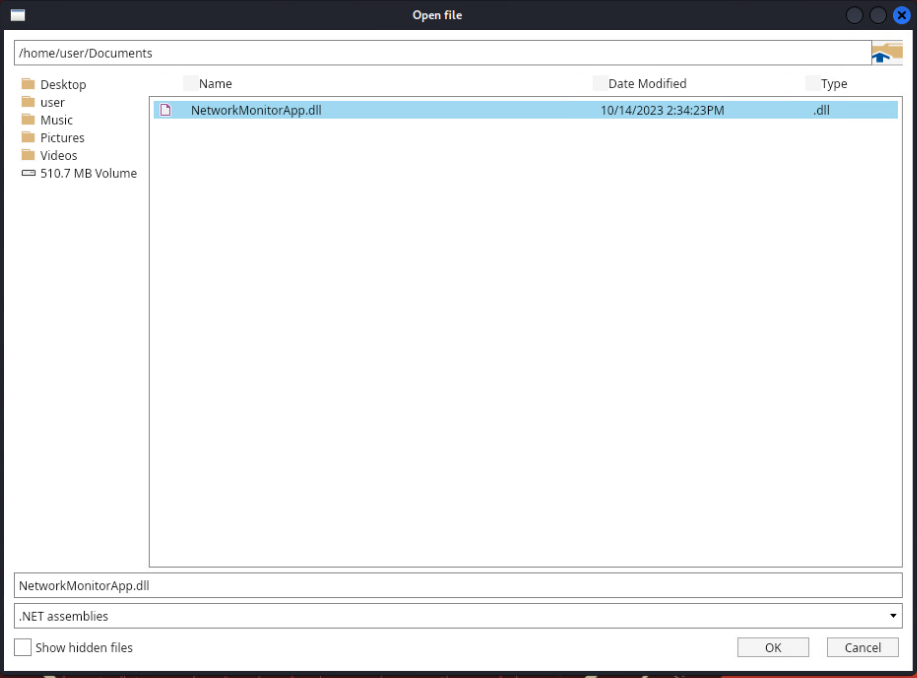 Open file
/home/user/Documents
Desktop
user
Music
Pictures
Videos
510.7 MB Volume
Name Date Modified Type
NetworkMonitorApp.dll 10/14/2023 2:34:23PM .dll
NetworkMonitorApp.dll
.NET assemblies
Show hidden files
OK Cancel